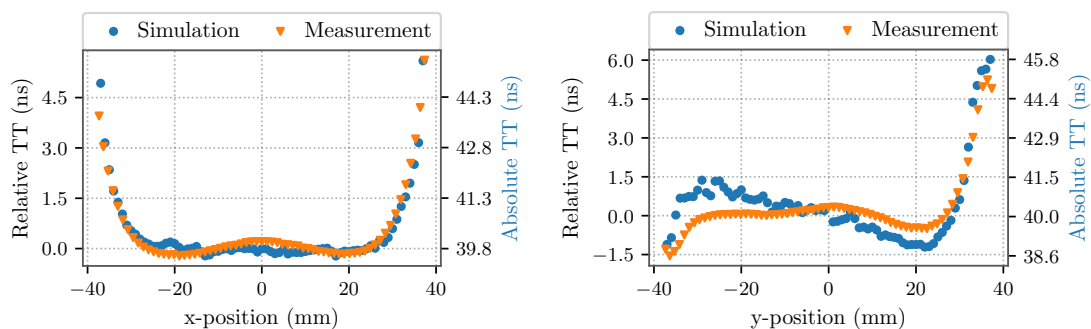 Simulation Measurement
Relative TT (ns)
4.5
3.0
1.5
0.0
44.3
42.8
41.3
39.8
Absolute TT (ns)
−40 −20 0 20 40
x-position (mm)
Simulation Measurement
Relative TT (ns)
6.0
4.5
3.0
1.5
0.0
−1.5
45.8
44.4
42.9
41.5
40.0
38.6
Absolute TT (ns)
−40 −20 0 20 40
y-position (mm)